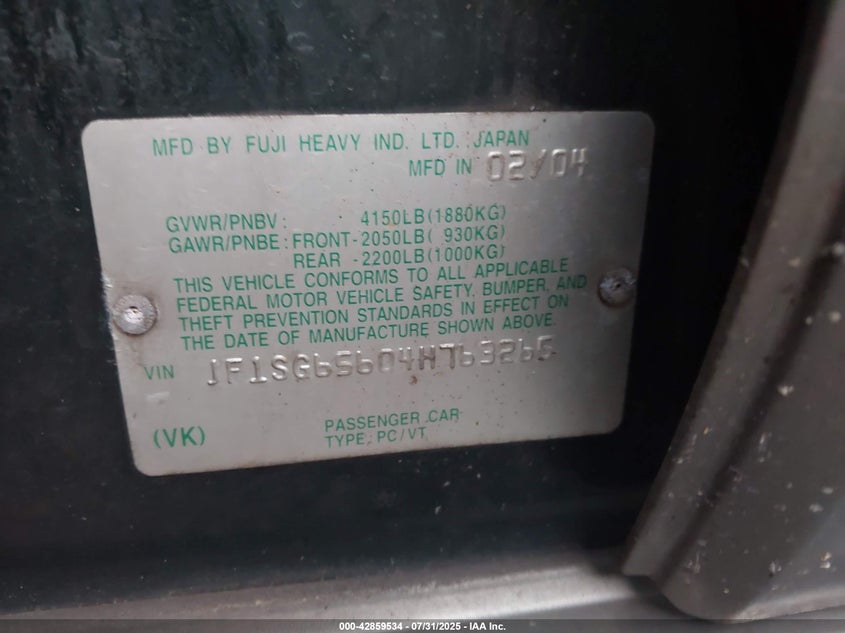 MFD BY FUJI HEAVY IND. LTD. JAPAN
MFD IN 02/04
GVWR/PNBV: 4150LB(1880KG)
GAWR/PNBE: FRONT-2050LB( 930KG)
REAR -2200LB(1000KG)
THIS VEHICLE CONFORMS TO ALL APPLICABLE
FEDERAL MOTOR VEHICLE SAFETY, BUMPER, AND
THEFT PREVENTION STANDARDS IN EFFECT ON
THE DATE OF MANUFACTURE SHOWN ABOVE.
VIN JF1SG65604H763265
(VK)
PASSENGER CAR
TYPE: PC/VT
000-42859534 - 07/31/2025 - IAA Inc.